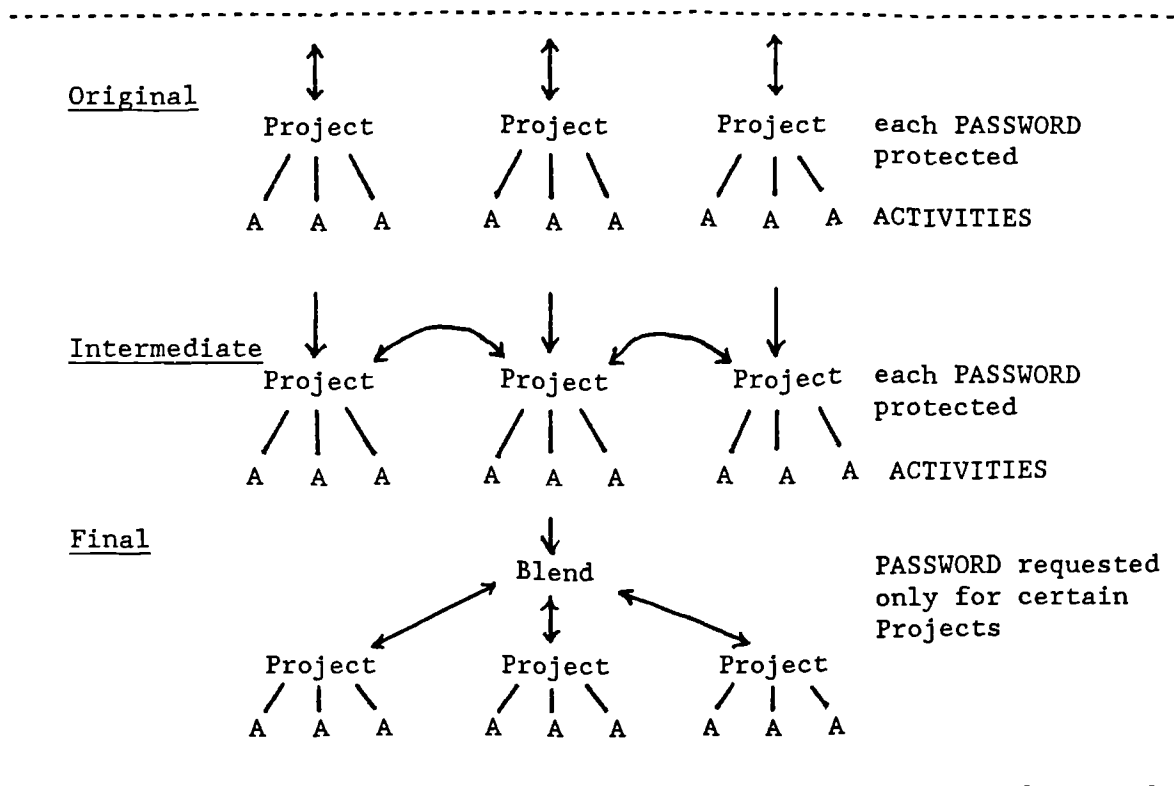 Original
Project Project Project each PASSWORD
protected
A A A A A A A A A ACTIVITIES
Intermediate
Project Project Project each PASSWORD
protected
A A A A A A A A A ACTIVITIES
Final
Blend PASSWORD requested
only for certain
Projects
Project Project Project
A A A A A A A A A